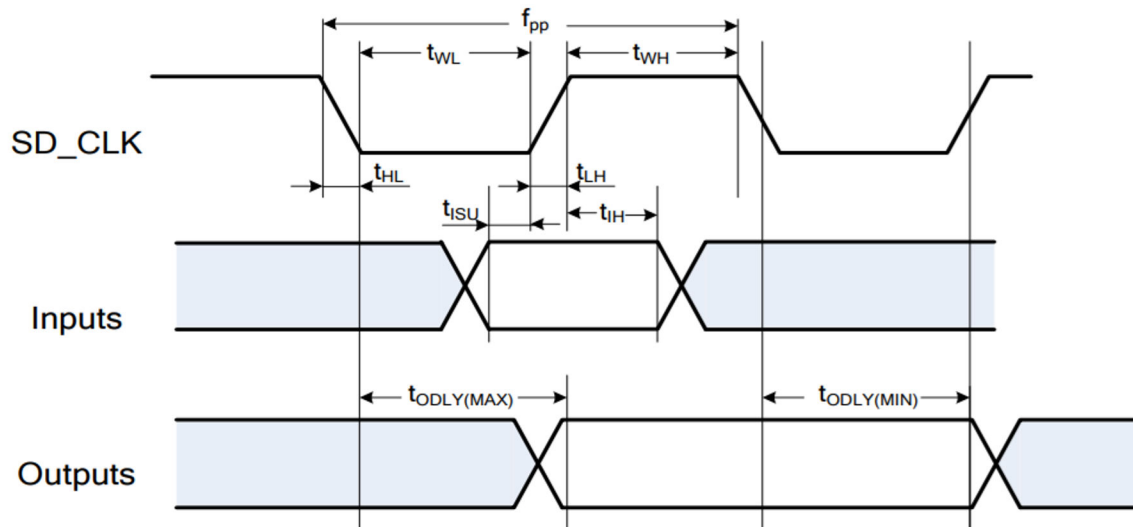 fpp
tWL
tWH
SD_CLK
tHL
tLH
tISU
tIH
Inputs
tODLY(MAX)
tODLY(MIN)
Outputs